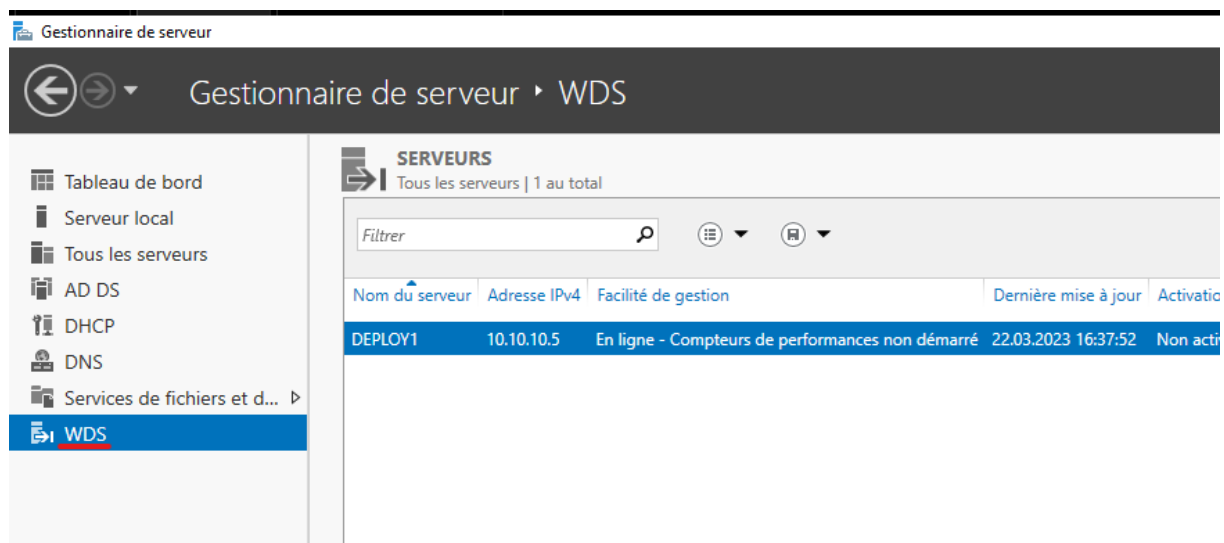 Gestionnaire de serveur
Gestionnaire de serveur ‣ WDS
Tableau de bord
Serveur local
Tous les serveurs
AD DS
DHCP
DNS
Services de fichiers et d...
WDS
SERVEURS
Tous les serveurs | 1 au total
Filtrer
Nom du serveur Adresse IPv4 Facilité de gestion Dernière mise à jour Activatio
DEPLOY1 10.10.10.5 En ligne - Compteurs de performances non démarré 22.03.2023 16:37:52 Non acti